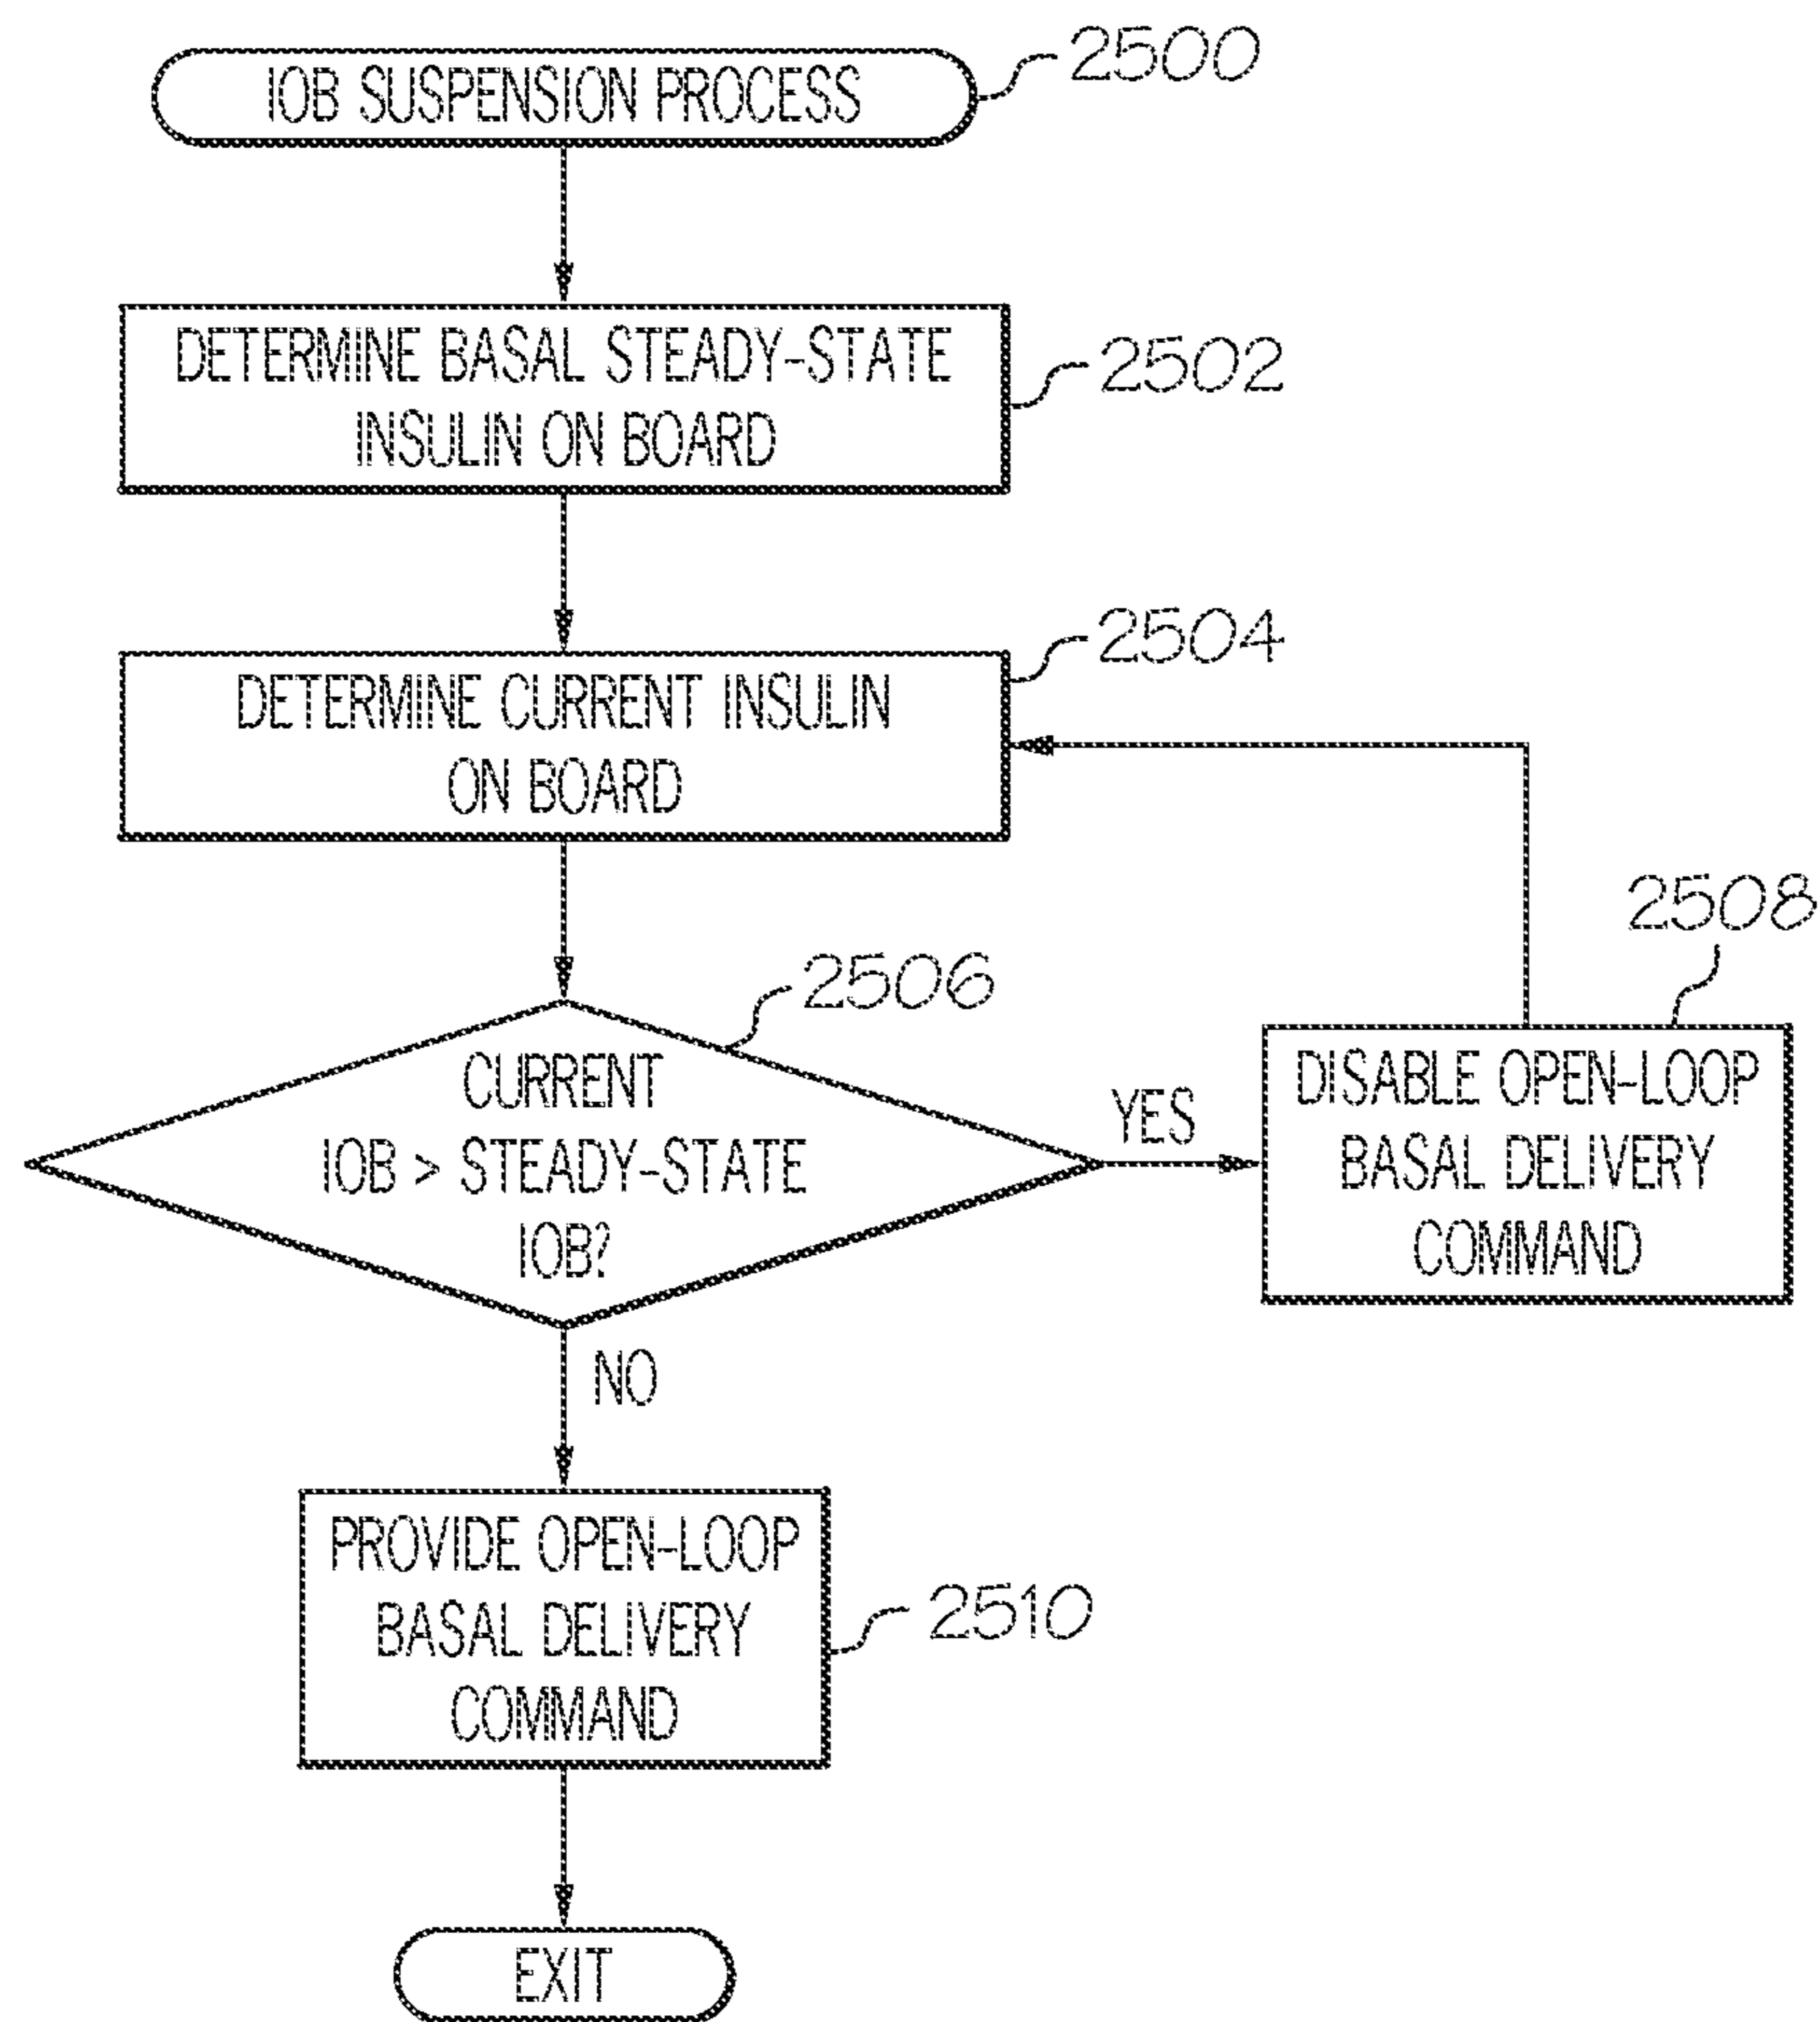 IOB SUSPENSION PROCESS
2500
DETERMINE BASAL STEADY-STATE
INSULIN ON BOARD
2502
DETERMINE CURRENT INSULIN
ON BOARD
2504
2506
CURRENT
IOB > STEADY-STATE
IOB?
YES
2508
DISABLE OPEN-LOOP
BASAL DELIVERY
COMMAND
NO
PROVIDE OPEN-LOOP
BASAL DELIVERY
COMMAND
2510
EXIT